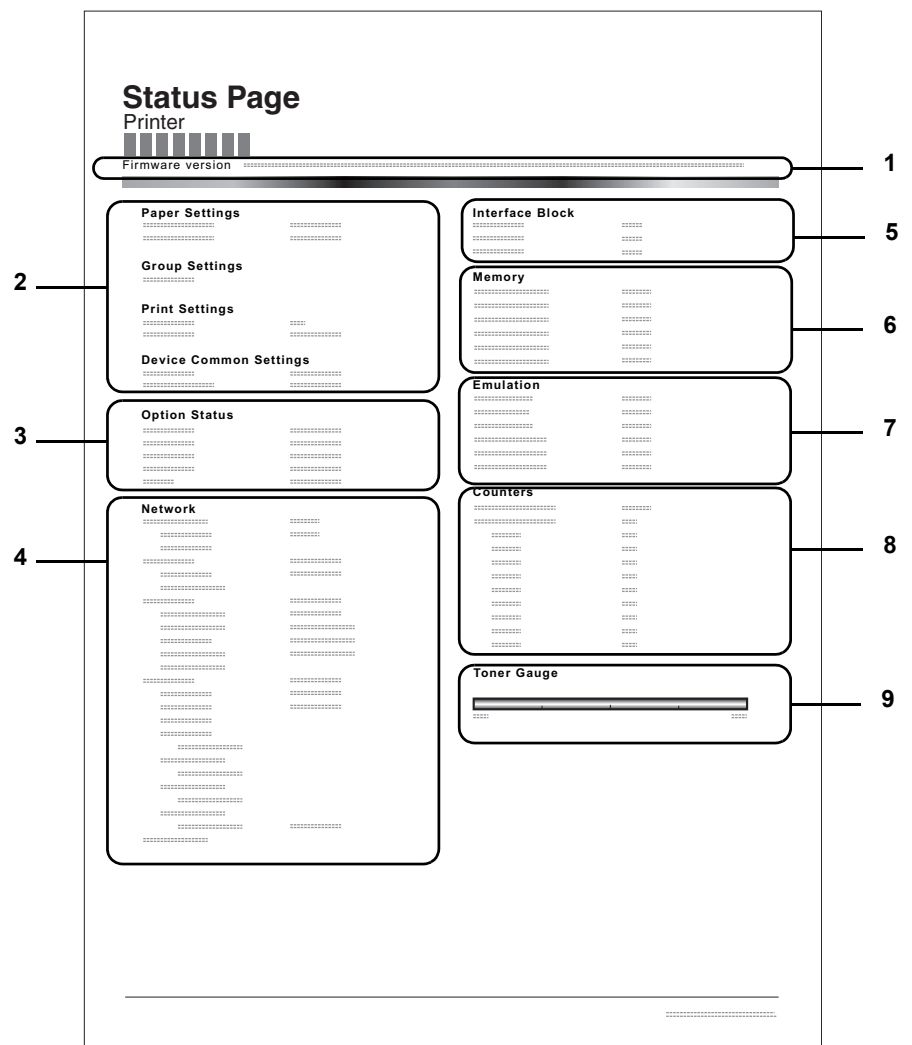 Status Page
Printer
Firmware version
1
Paper Settings
Group Settings
Print Settings
Device Common Settings
2
Option Status
3
Network
4
Interface Block
5
Memory
6
Emulation
7
Counters
8
Toner Gauge
9